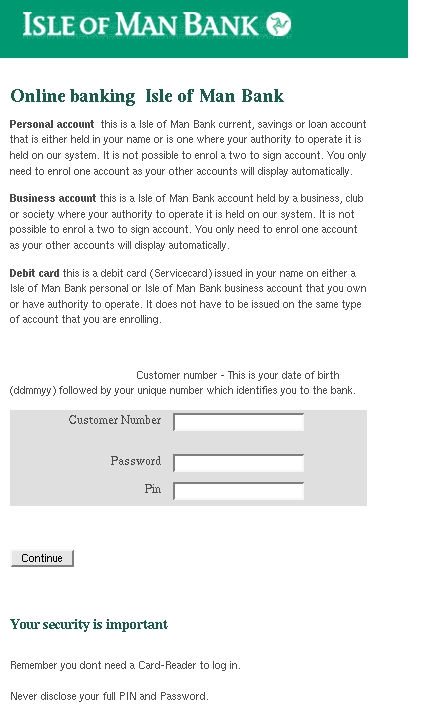 ISLE OF MAN BANK
Online banking Isle of Man Bank
Personal account this is a Isle of Man Bank current, savings or loan account
that is either held in your name or is one where your authority to operate it is
held on our system. It is not possible to enrol a two to sign account. You only
need to enrol one account as your other accounts will display automatically.
Business account this is a Isle of Man Bank account held by a business, club
or society where your authority to operate it is held on our system. It is not
possible to enrol a two to sign account. You only need to enrol one account
as your other accounts will display automatically.
Debit card this is a debit card (Servicecard) issued in your name on either a
Isle of Man Bank personal or Isle of Man Bank business account that you own
or have authority to operate. It does not have to be issued on the same type
of account that you are enrolling.
Customer number - This is your date of birth
(ddmmyy) followed by your unique number which identifies you to the bank.
Customer Number
Password
Pin
Continue
Your security is important
Remember you dont need a Card-Reader to log in.
Never disclose your full PIN and Password.